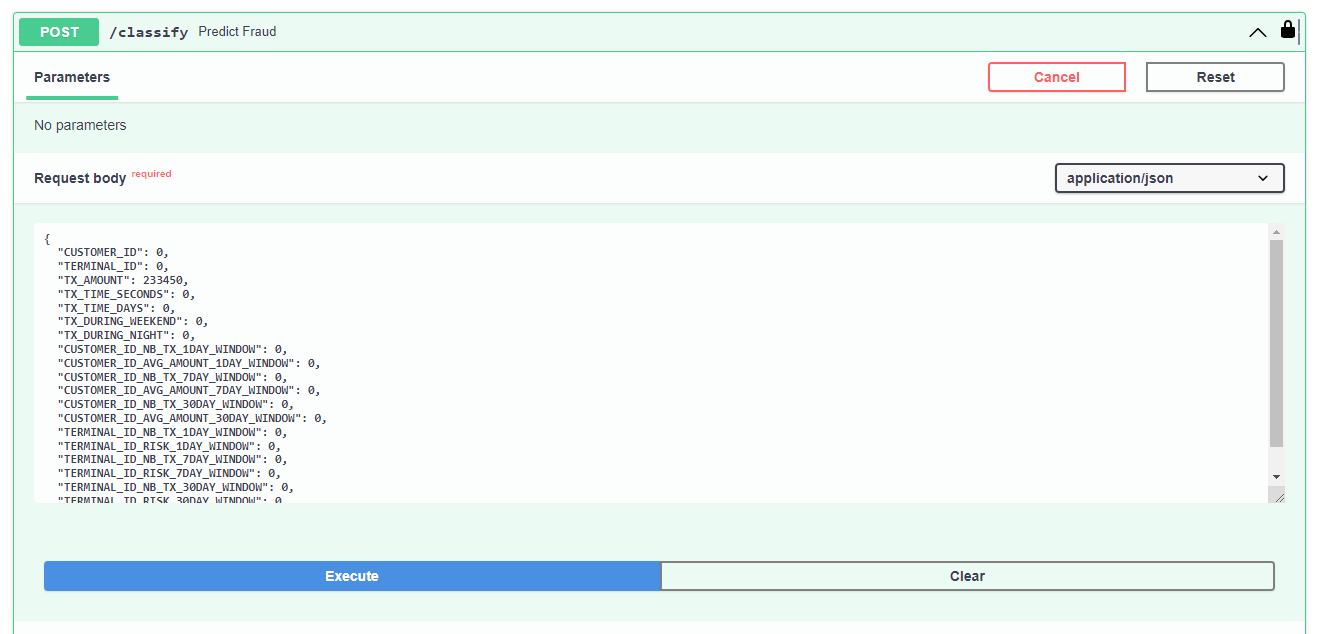 POST /classify Predict Fraud
Parameters
Cancel
Reset
No parameters
Request body required
application/json
{
  "CUSTOMER_ID": 0,
  "TERMINAL_ID": 0,
  "TX_AMOUNT": 233450,
  "TX_TIME_SECONDS": 0,
  "TX_TIME_DAYS": 0,
  "TX_DURING_WEEKEND": 0,
  "TX_DURING_NIGHT": 0,
  "CUSTOMER_ID_NB_TX_1DAY_WINDOW": 0,
  "CUSTOMER_ID_AVG_AMOUNT_1DAY_WINDOW": 0,
  "CUSTOMER_ID_NB_TX_7DAY_WINDOW": 0,
  "CUSTOMER_ID_AVG_AMOUNT_7DAY_WINDOW": 0,
  "CUSTOMER_ID_NB_TX_30DAY_WINDOW": 0,
  "CUSTOMER_ID_AVG_AMOUNT_30DAY_WINDOW": 0,
  "TERMINAL_ID_NB_TX_1DAY_WINDOW": 0,
  "TERMINAL_ID_RISK_1DAY_WINDOW": 0,
  "TERMINAL_ID_NB_TX_7DAY_WINDOW": 0,
  "TERMINAL_ID_RISK_7DAY_WINDOW": 0,
  "TERMINAL_ID_NB_TX_30DAY_WINDOW": 0,
  "TERMINAL_ID_RISK_30DAY_WINDOW": 0
Execute
Clear